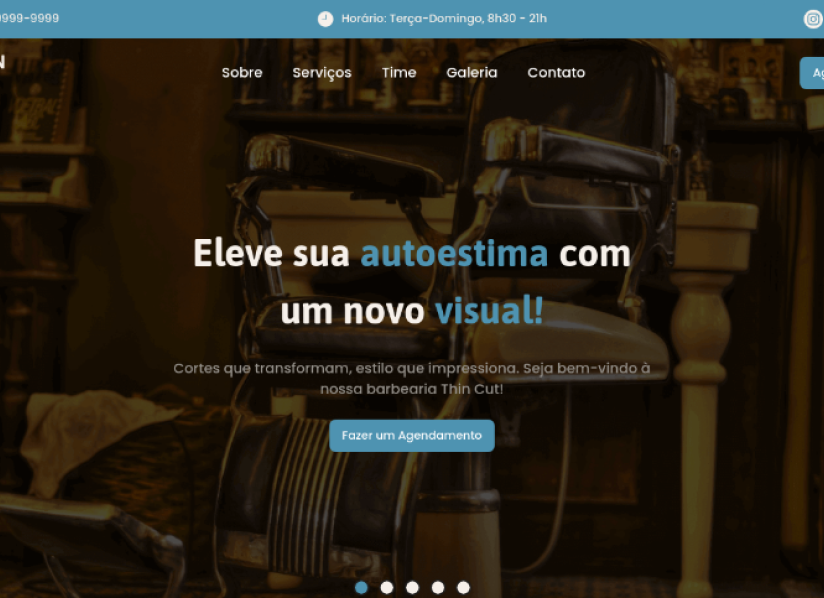 9999-9999
Horário: Terça-Domingo, 8h30 - 21h
N
Sobre
Serviços
Time
Galeria
Contato
Eleve sua autoestima com
um novo visual!
Cortes que transformam, estilo que impressiona. Seja bem-vindo à
nossa barbearia Thin Cut!
Fazer um Agendamento